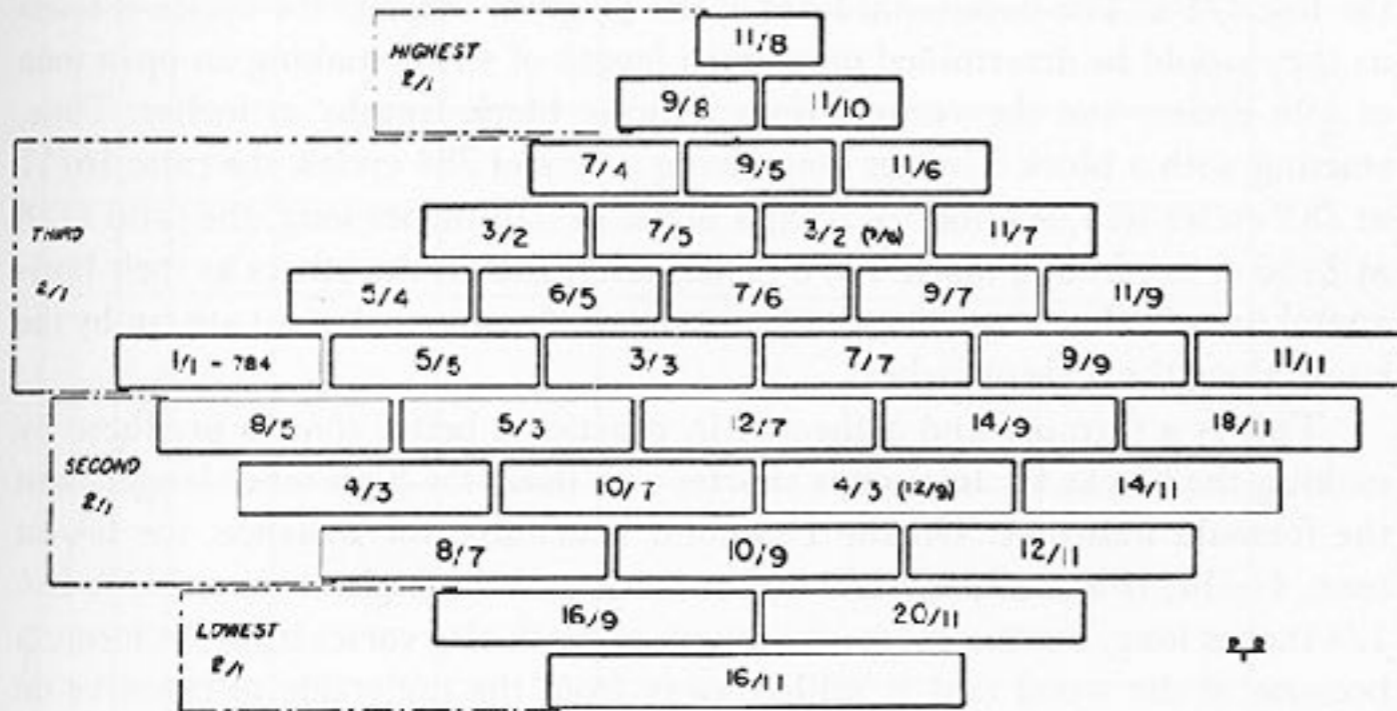 HIGHEST
2/1
11/8
9/8 11/10
7/4 9/5 11/6
THIRD
2/1
3/2 7/5 3/2 (9/6) 11/7
5/4 6/5 7/6 9/7 11/9
1/1 - 784 5/5 3/3 7/7 9/9 11/11
8/5 5/3 12/7 14/9 18/11
SECOND
2/1
4/3 10/7 4/3 (12/9) 14/11
8/7 10/9 12/11
LOWEST
2/1
16/9 20/11
16/11